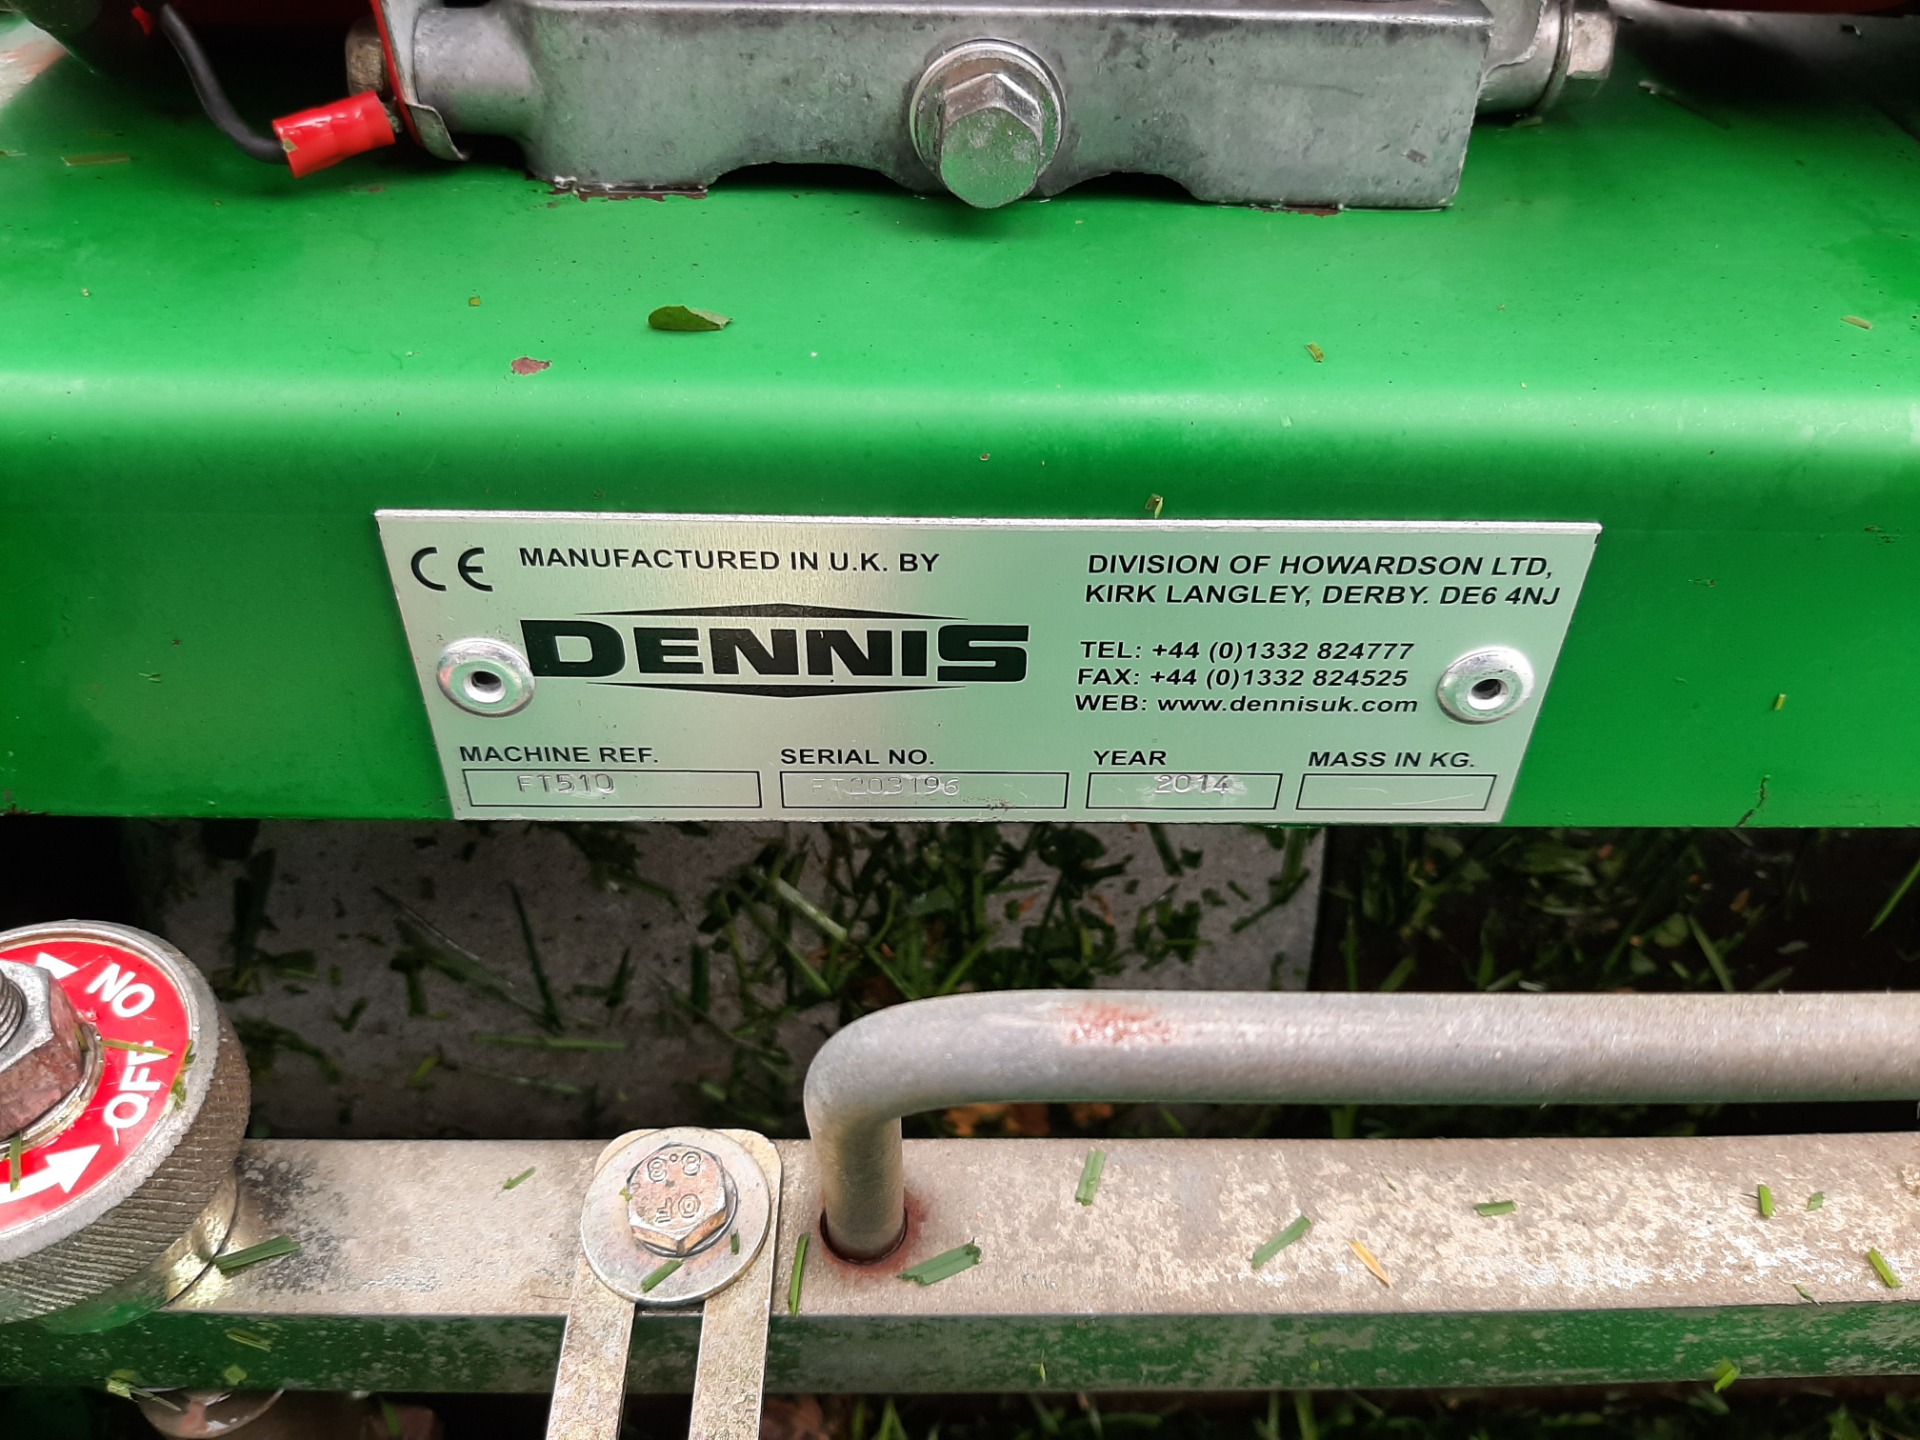 CE MANUFACTURED IN U.K. BY
DENNIS
DIVISION OF HOWARDSON LTD,
KIRK LANGLEY, DERBY. DE6 4NJ
TEL: +44 (0)1332 824777
FAX: +44 (0)1332 824525
WEB: www.dennisuk.com
MACHINE REF. SERIAL NO. YEAR MASS IN KG.
FT510 FT203196 2014
NO
OFF
8.8